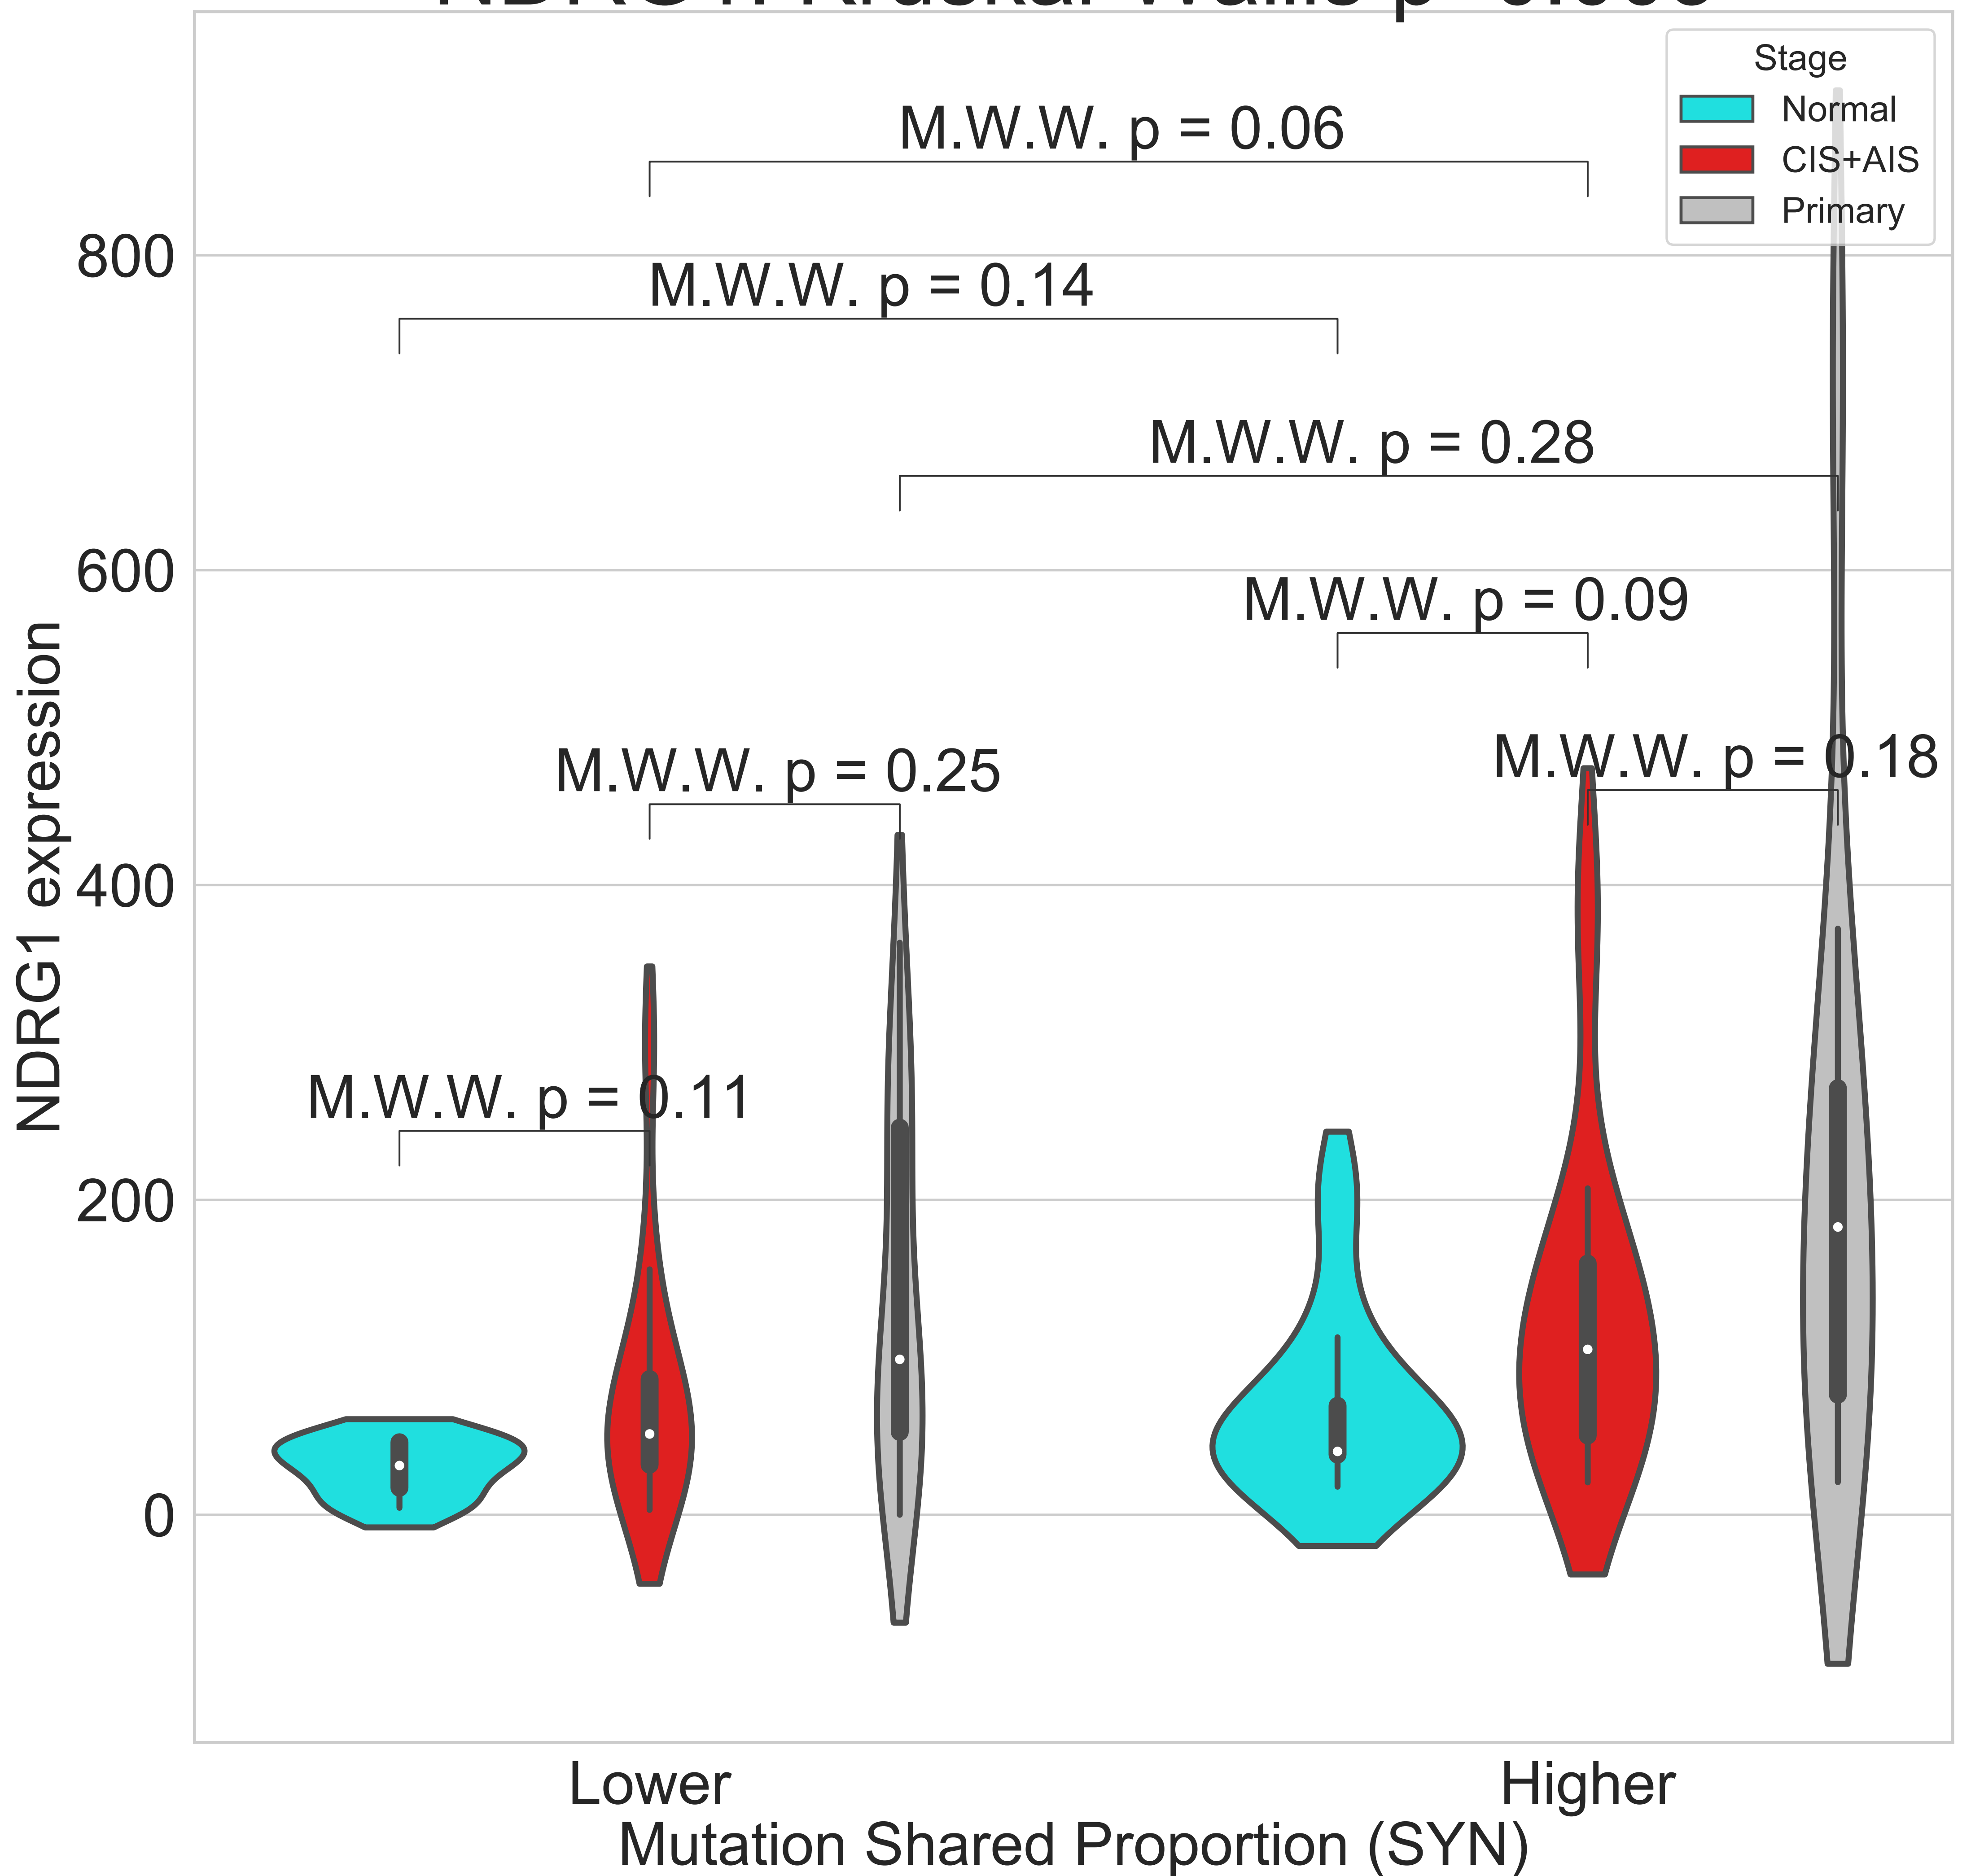 Stage
Normal
CIS+AIS
Primary
M.W.W. p = 0.06
M.W.W. p = 0.14
M.W.W. p = 0.28
M.W.W. p = 0.09
M.W.W. p = 0.25
M.W.W. p = 0.18
M.W.W. p = 0.11
800
600
400
200
0
NDRG1 expression
Lower
Higher
Mutation Shared Proportion (SYN)